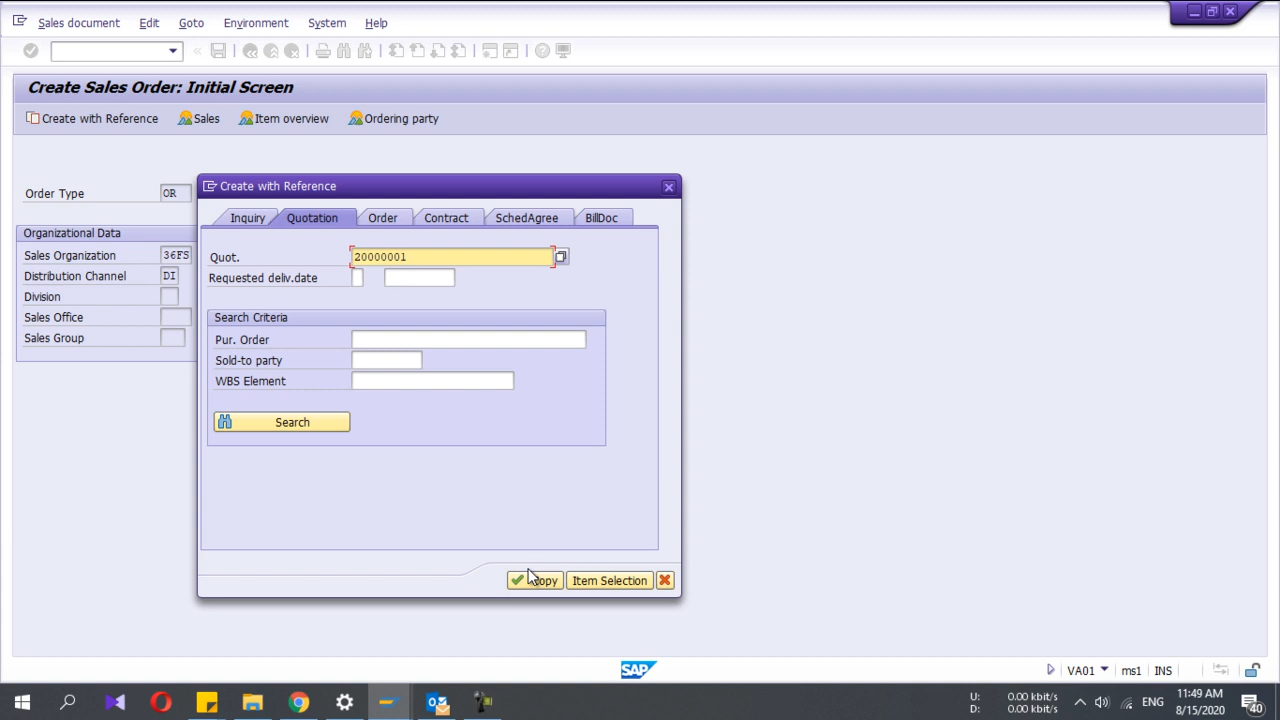 Sales document Edit Goto Environment System Help
Create Sales Order: Initial Screen
Create with Reference Sales Item overview Ordering party
Order Type OR
Organizational Data
Sales Organization 36FS
Distribution Channel DI
Division
Sales Office
Sales Group
Create with Reference
Inquiry Quotation Order Contract SchedAgree BillDoc
Quot. 20000001
Requested deliv.date
Search Criteria
Pur. Order
Sold-to party
WBS Element
Search
Copy Item Selection
SAP VA01 ms1 INS
U: 0.00 kbit/s
D: 0.00 kbit/s
ENG
11:49 AM
8/15/2020
40